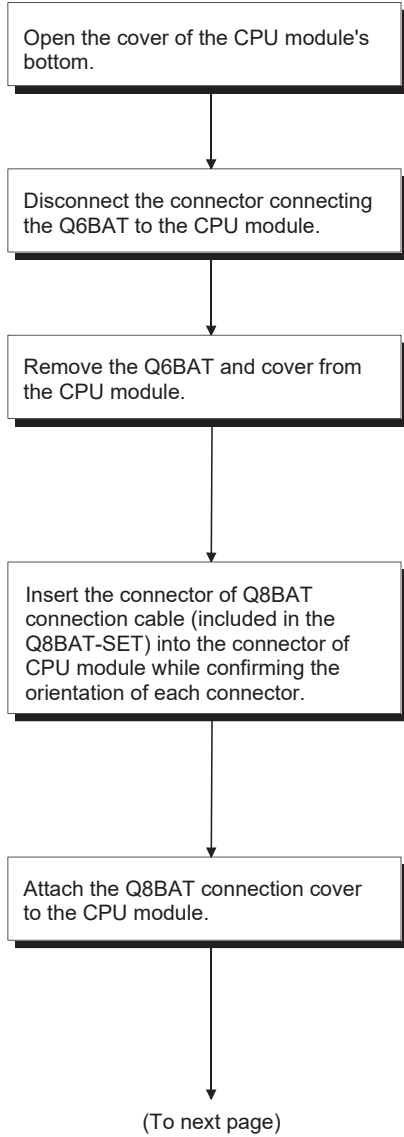 Open the cover of the CPU module's
bottom.
Disconnect the connector connecting
the Q6BAT to the CPU module.
Remove the Q6BAT and cover from
the CPU module.
Insert the connector of Q8BAT
connection cable (included in the
Q8BAT-SET) into the connector of
CPU module while confirming the
orientation of each connector.
Attach the Q8BAT connection cover
to the CPU module.
(To next page)